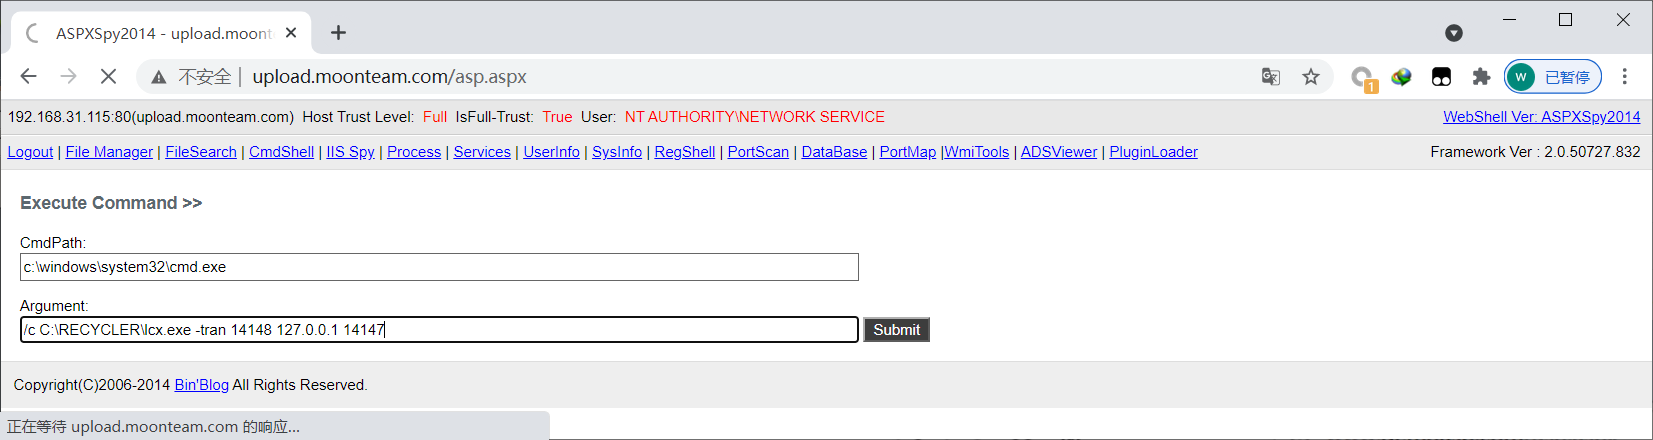 ASPXSpy2014 - upload.moont
不安全 | upload.moonteam.com/asp.aspx 1 W 已暂停
192.168.31.115:80(upload.moonteam.com) Host Trust Level: Full IsFull-Trust: True User: NT AUTHORITY\NETWORK SERVICE WebShell Ver: ASPXSpy2014
Logout | File Manager | FileSearch | CmdShell | IIS Spy | Process | Services | UserInfo | SysInfo | RegShell | PortScan | DataBase | PortMap |WmiTools | ADSViewer | PluginLoader Framework Ver : 2.0.50727.832
Execute Command >>
CmdPath:
c:\windows\system32\cmd.exe
Argument:
/c C:\RECYCLER\lcx.exe -tran 14148 127.0.0.1 14147 Submit
Copyright(C)2006-2014 Bin'Blog All Rights Reserved.
正在等待 upload.moonteam.com 的响应...